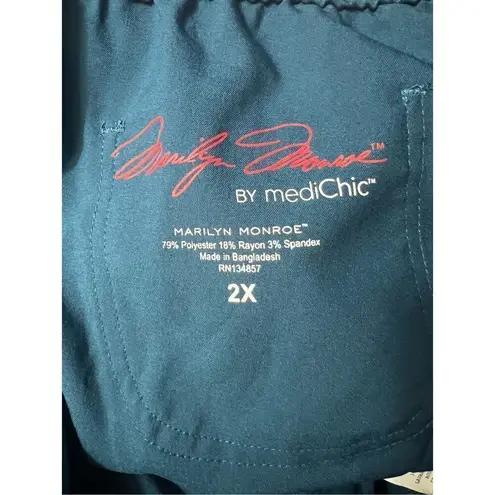 Marilyn Monroe™
BY mediChic™
MARILYN MONROE™
79% Polyester 18% Rayon 3% Spandex
Made in Bangladesh
RN134857
2X